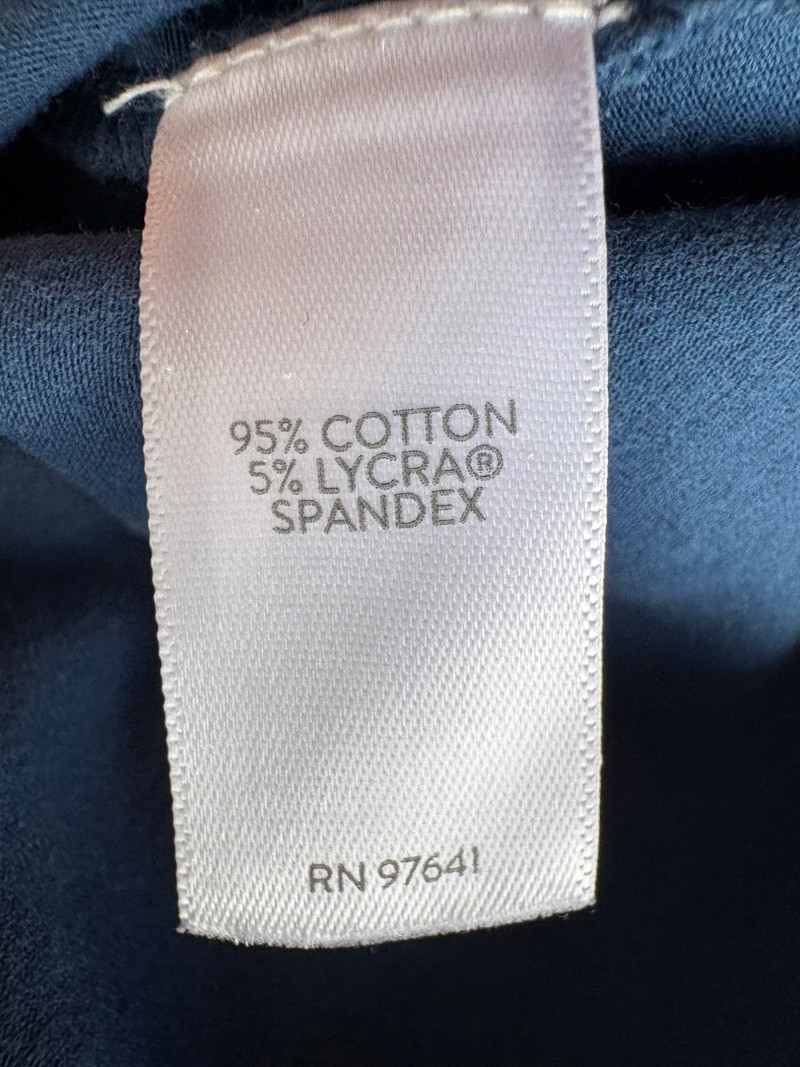 95% COTTON
5% LYCRA®
SPANDEX
RN 97641